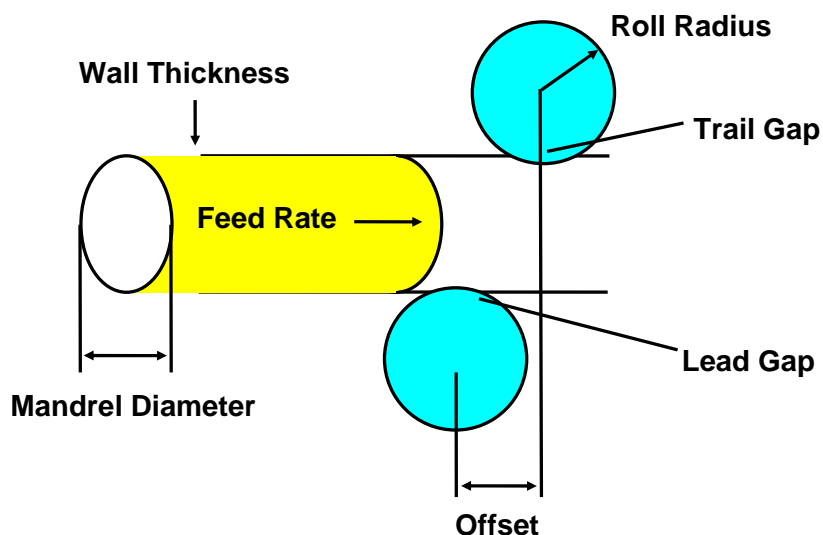 Roll Radius
Wall Thickness
Trail Gap
Feed Rate
Lead Gap
Mandrel Diameter
Offset